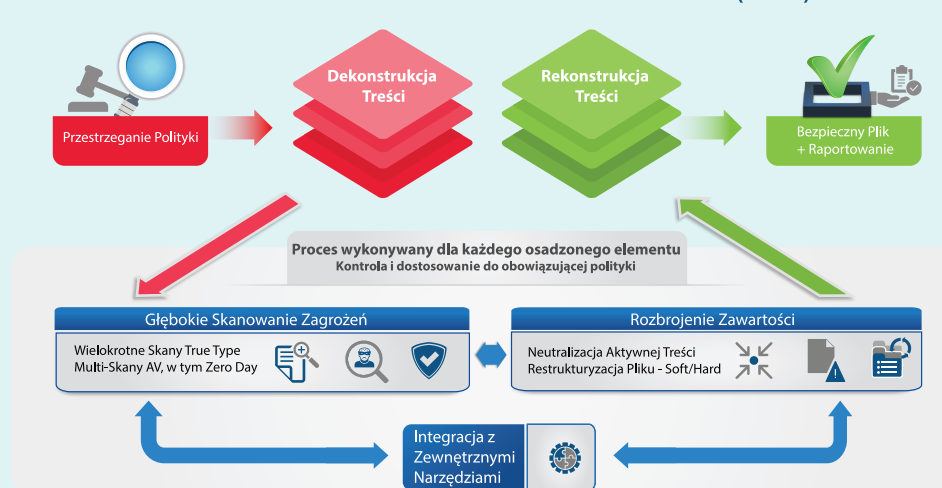 Dekonstrukcja
Treści
Rekonstrukcja
Treści
Przestrzeganie Polityki
Bezpieczny Plik
+ Raportowanie
Proces wykonywany dla każdego osadzonego elementu
Kontrola i dostosowanie do obowiązującej polityki
Głębokie Skanowanie Zagrożeń
Wielokrotne Skany True Type
Multi-Skany AV, w tym Zero Day
Rozbrojenie Zawartości
Neutralizacja Aktywnej Treści
Restrukturyzacja Pliku - Soft/Hard
Integracja z
Zewnętrznymi
Narzędziami